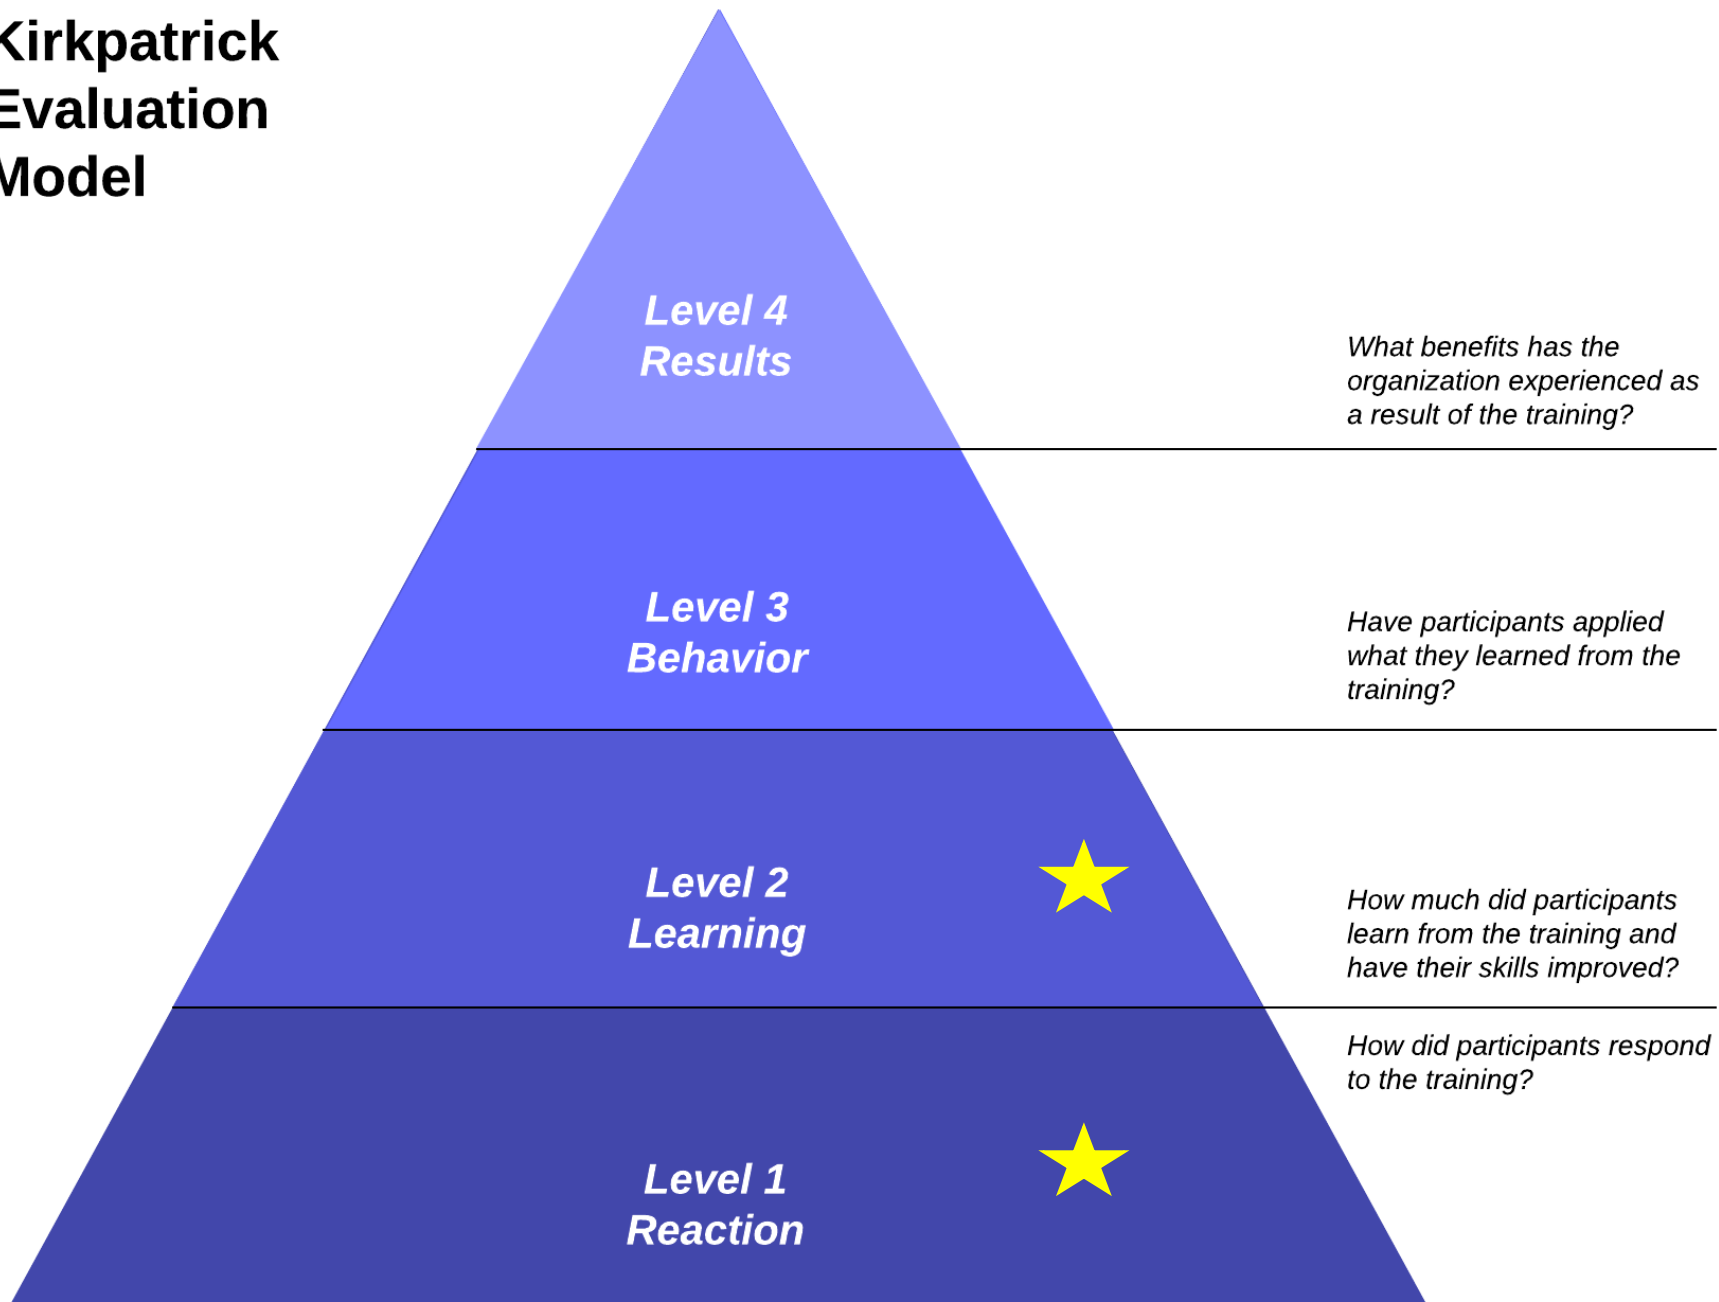 Kirkpatrick
Evaluation
Model
Level 4
Results
What benefits has the
organization experienced as
a result of the training?
Level 3
Behavior
Have participants applied
what they learned from the
training?
Level 2
Learning
How much did participants
learn from the training and
have their skills improved?
How did participants respond
to the training?
Level 1
Reaction